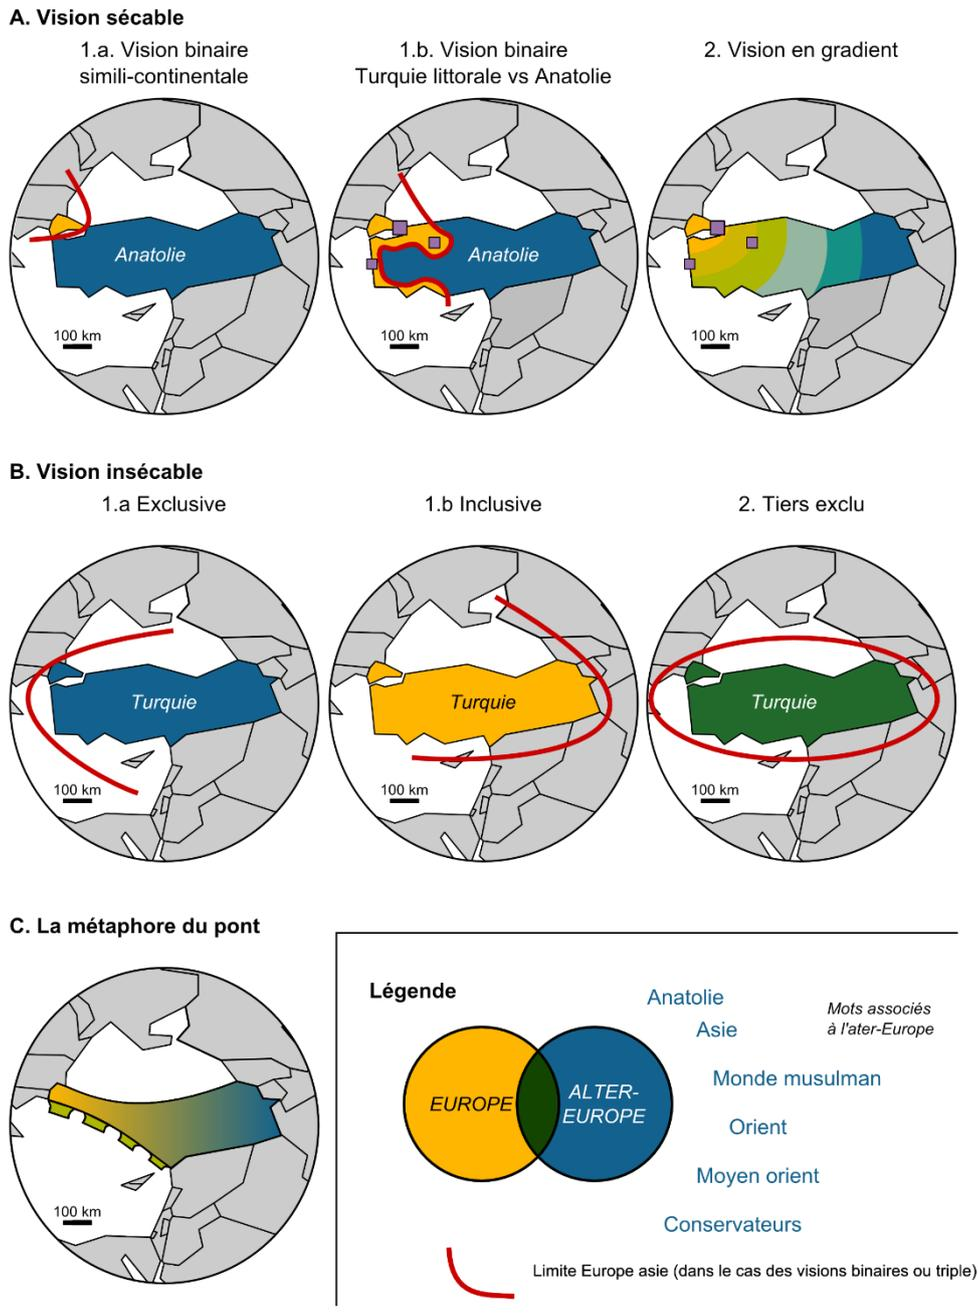 A. Vision sécable
1.a. Vision binaire
simili-continentale
1.b. Vision binaire
Turquie littorale vs Anatolie
2. Vision en gradient
Anatolie
100 km
Anatolie
100 km
100 km
B. Vision insécable
1.a Exclusive
1.b Inclusive
2. Tiers exclu
Turquie
100 km
Turquie
100 km
Turquie
100 km
C. La métaphore du pont
100 km
Légende
EUROPE
ALTER-
EUROPE
Anatolie
Asie
Mots associés
à l'ater-Europe
Monde musulman
Orient
Moyen orient
Conservateurs
Limite Europe asie (dans le cas des visions binaires ou triple)